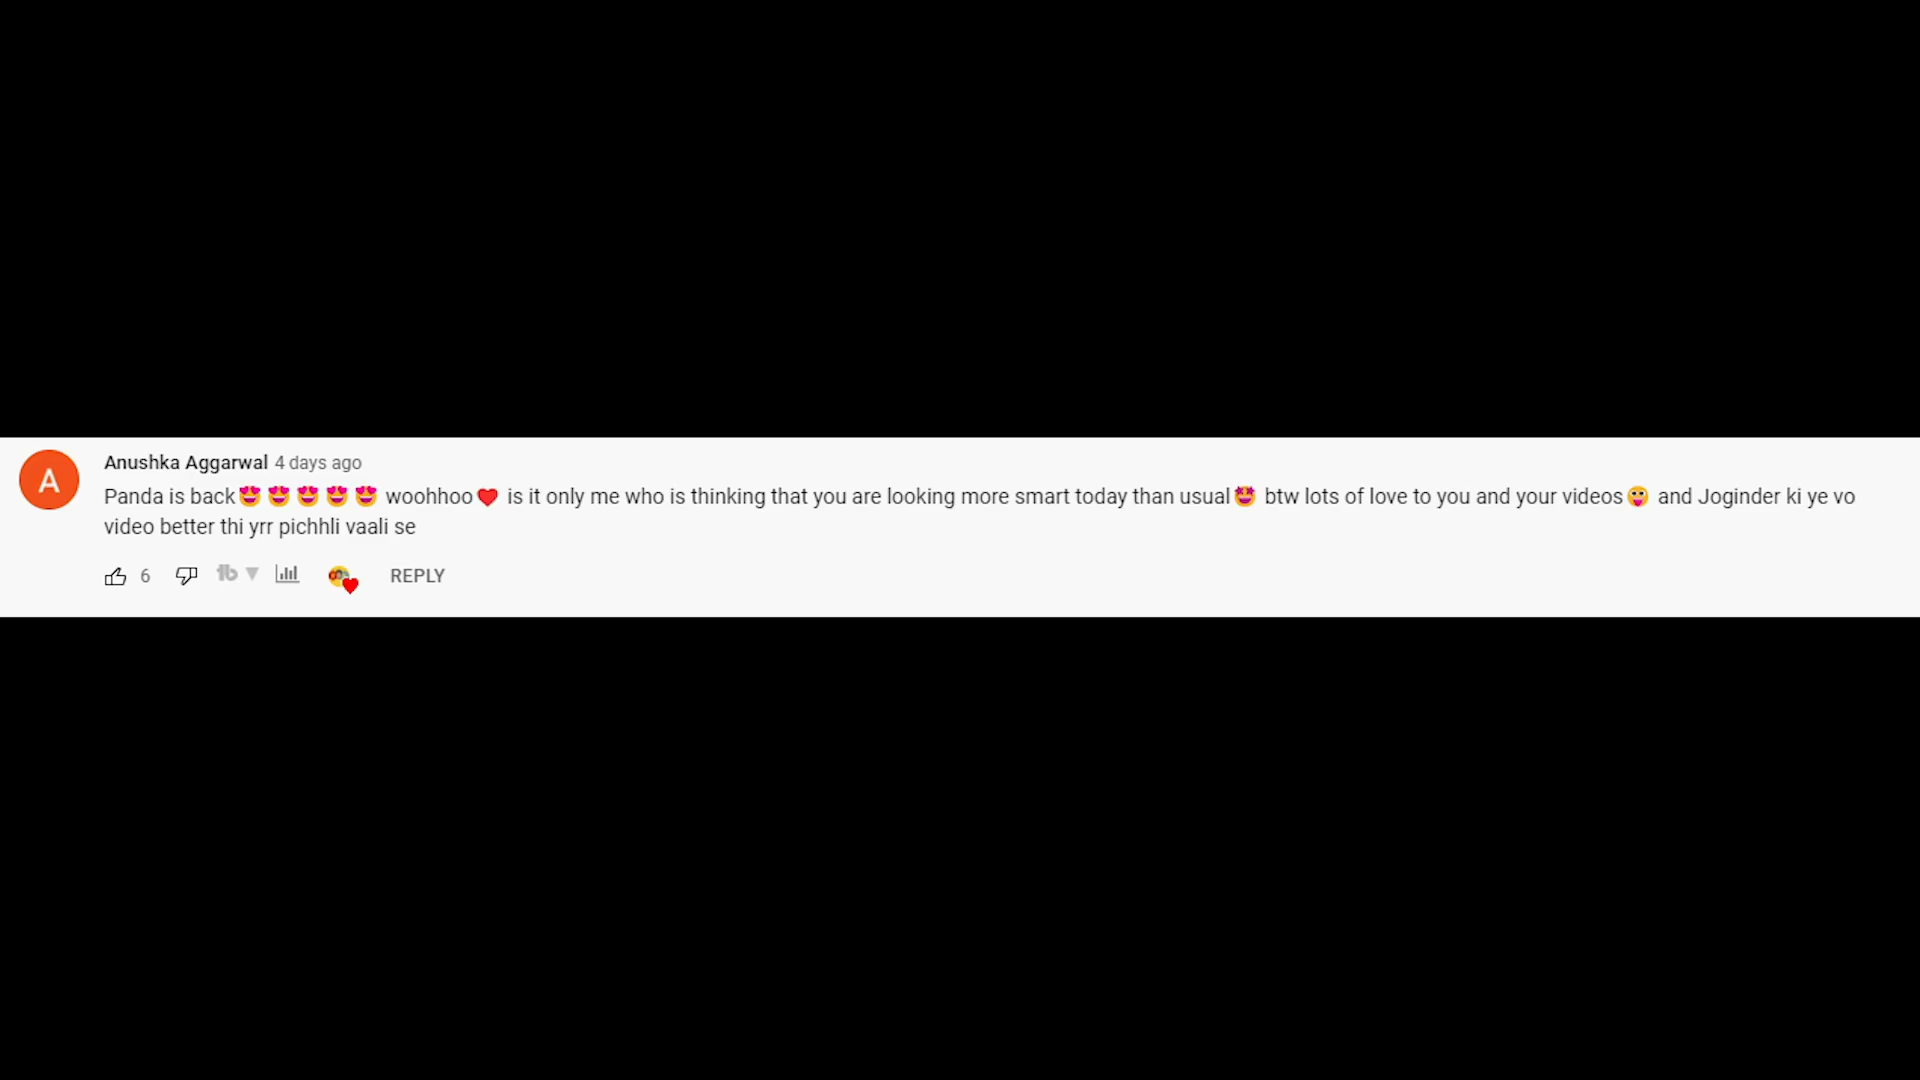 A
Anushka Aggarwal 4 days ago
Panda is back😍😍😍😍😍 woohhoo❤️ is it only me who is thinking that you are looking more smart today than usual🤩 btw lots of love to you and your videos😜 and Joginder ki ye vo
video better thi yrr pichhli vaali se
6 tb REPLY